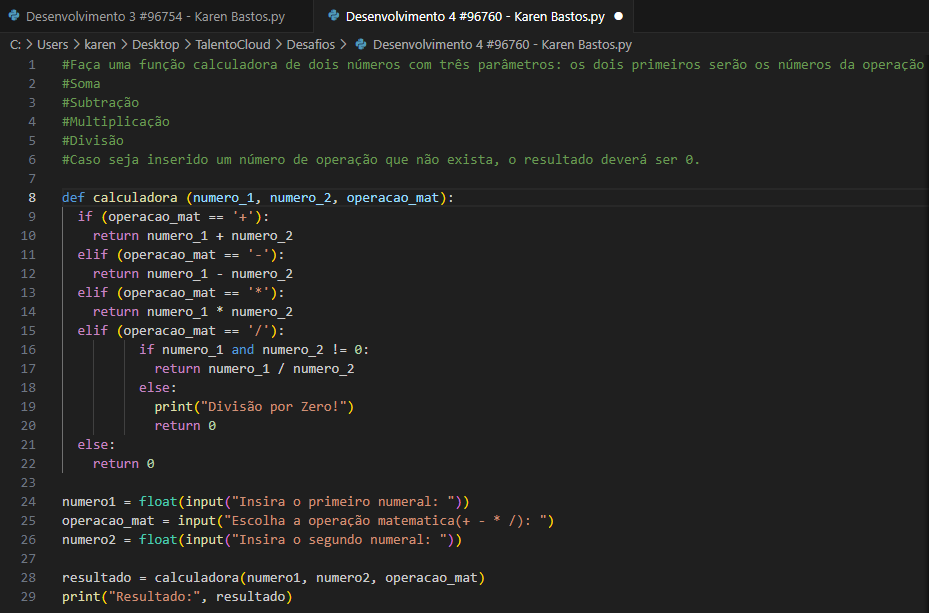 Desenvolvimento 3 #96754 - Karen Bastos.py Desenvolvimento 4 #96760 - Karen Bastos.py
C: > Users > karen > Desktop > TalentoCloud > Desafios > Desenvolvimento 4 #96760 - Karen Bastos.py
1 #Faça uma função calculadora de dois números com três parâmetros: os dois primeiros serão os números da operação
2 #Soma
3 #Subtração
4 #Multiplicação
5 #Divisão
6 #Caso seja inserido um número de operação que não exista, o resultado deverá ser 0.
7
8 def calculadora (numero_1, numero_2, operacao_mat):
9 if (operacao_mat == '+'):
10 return numero_1 + numero_2
11 elif (operacao_mat == '-'):
12 return numero_1 - numero_2
13 elif (operacao_mat == '*'):
14 return numero_1 * numero_2
15 elif (operacao_mat == '/'):
16 if numero_1 and numero_2 != 0:
17 return numero_1 / numero_2
18 else:
19 print("Divisão por Zero!")
20 return 0
21 else:
22 return 0
23
24 numero1 = float(input("Insira o primeiro numeral: "))
25 operacao_mat = input("Escolha a operação matematica(+ - * /): ")
26 numero2 = float(input("Insira o segundo numeral: "))
27
28 resultado = calculadora(numero1, numero2, operacao_mat)
29 print("Resultado:", resultado)